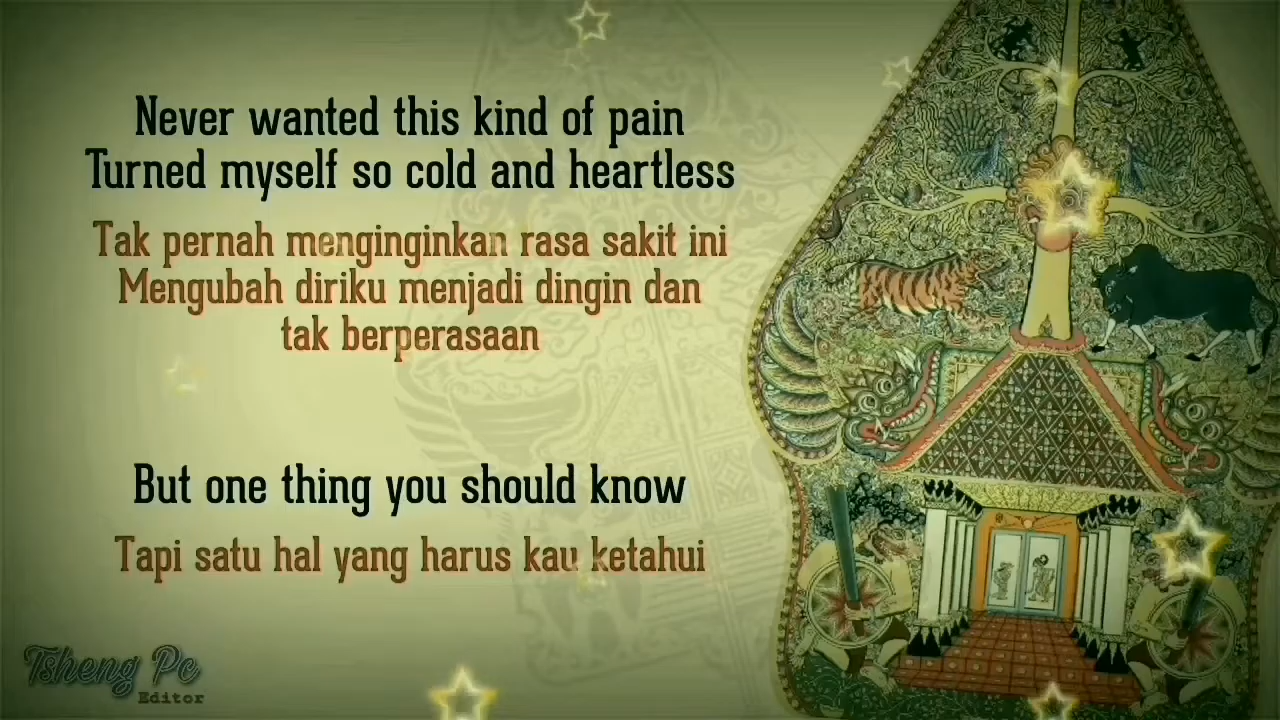 Never wanted this kind of pain
Turned myself so cold and heartless
Tak pernah menginginkan rasa sakit ini
Mengubah diriku menjadi dingin dan
tak berperasaan
But one thing you should know
Tapi satu hal yang harus kau ketahui
Tsheng Pc
Editor